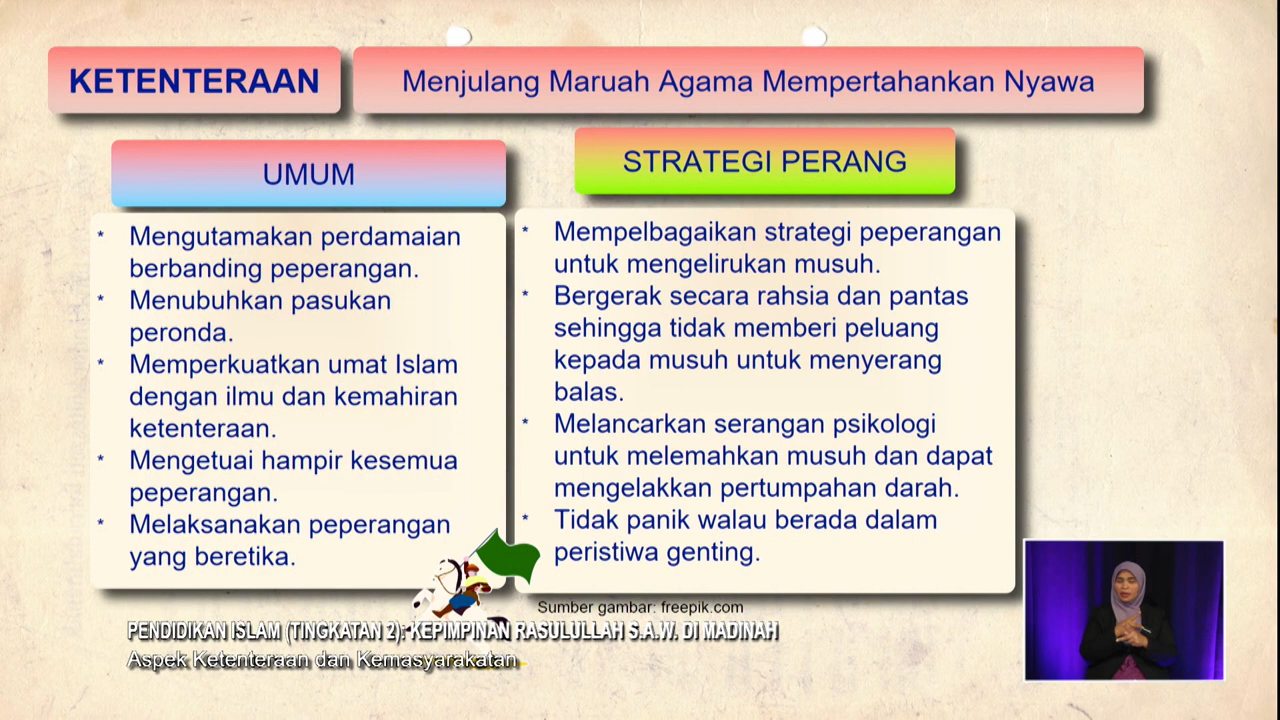 KETENTERAAN
Menjulang Maruah Agama Mempertahankan Nyawa
UMUM
* Mengutamakan perdamaian
berbanding peperangan.
* Menubuhkan pasukan
peronda.
* Memperkuatkan umat Islam
dengan ilmu dan kemahiran
ketenteraan.
* Mengetuai hampir kesemua
peperangan.
* Melaksanakan peperangan
yang beretika.
STRATEGI PERANG
* Mempelbagaikan strategi peperangan
untuk mengelirukan musuh.
* Bergerak secara rahsia dan pantas
sehingga tidak memberi peluang
kepada musuh untuk menyerang
balas.
* Melancarkan serangan psikologi
untuk melemahkan musuh dan dapat
mengelakkan pertumpahan darah.
* Tidak panik walau berada dalam
peristiwa genting.
Sumber gambar: freepik.com
PENDIDIKAN ISLAM (TINGKATAN 2): KEPIMPINAN RASULULLAH S.A.W. DI MADINAH
Aspek Ketenteraan dan Kemasyarakatan